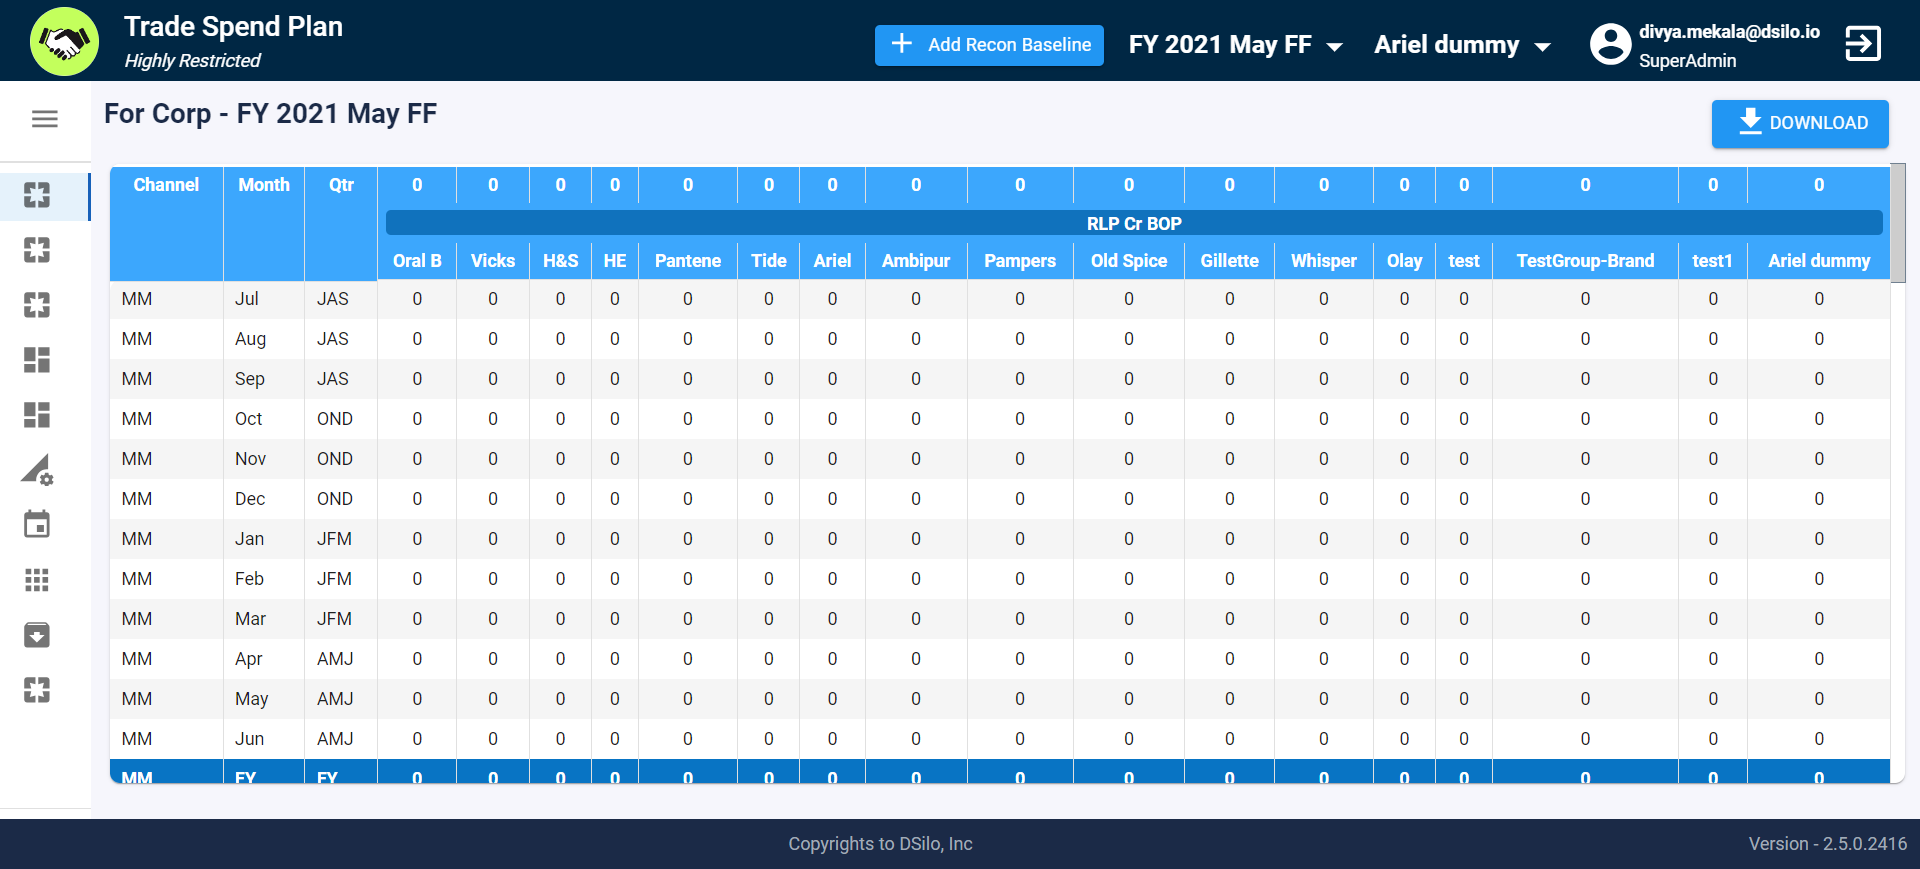 Trade Spend Plan
Highly Restricted
Add Recon Baseline
FY 2021 May FF
Ariel dummy
divya.mekala@dsilo.io
SuperAdmin
For Corp - FY 2021 May FF
DOWNLOAD
Channel Month Qtr 0 0 0 0 0 0 0 0 0 0 0 0 0 0 0 0 0
RLP Cr BOP
Oral B Vicks H&S HE Pantene Tide Ariel Ambipur Pampers Old Spice Gillette Whisper Olay test TestGroup-Brand test1 Ariel dummy
MM Jul JAS 0 0 0 0 0 0 0 0 0 0 0 0 0 0 0 0 0
MM Aug JAS 0 0 0 0 0 0 0 0 0 0 0 0 0 0 0 0 0
MM Sep JAS 0 0 0 0 0 0 0 0 0 0 0 0 0 0 0 0 0
MM Oct OND 0 0 0 0 0 0 0 0 0 0 0 0 0 0 0 0 0
MM Nov OND 0 0 0 0 0 0 0 0 0 0 0 0 0 0 0 0 0
MM Dec OND 0 0 0 0 0 0 0 0 0 0 0 0 0 0 0 0 0
MM Jan JFM 0 0 0 0 0 0 0 0 0 0 0 0 0 0 0 0 0
MM Feb JFM 0 0 0 0 0 0 0 0 0 0 0 0 0 0 0 0 0
MM Mar JFM 0 0 0 0 0 0 0 0 0 0 0 0 0 0 0 0 0
MM Apr AMJ 0 0 0 0 0 0 0 0 0 0 0 0 0 0 0 0 0
MM May AMJ 0 0 0 0 0 0 0 0 0 0 0 0 0 0 0 0 0
MM Jun AMJ 0 0 0 0 0 0 0 0 0 0 0 0 0 0 0 0 0
MM FY FY 0 0 0 0 0 0 0 0 0 0 0 0 0 0 0 0 0
Copyrights to DSilo, Inc
Version - 2.5.0.2416